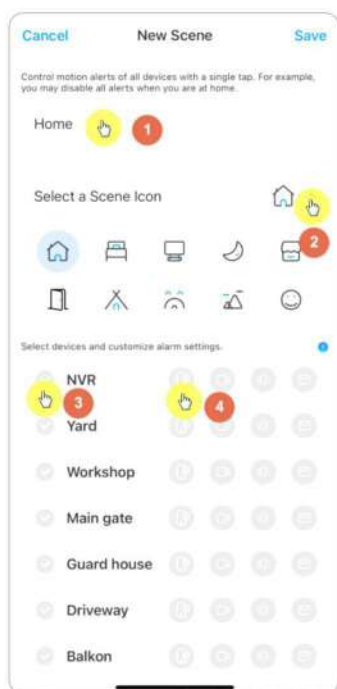 Cancel New Scene Save
Control motion alerts of all devices with a single tap. For example,
you may disable all alerts when you are at home.
Home 1
Select a Scene Icon
2
Select devices and customize alarm settings.
NVR
3 4
Yard
Workshop
Main gate
Guard house
Driveway
Balkon